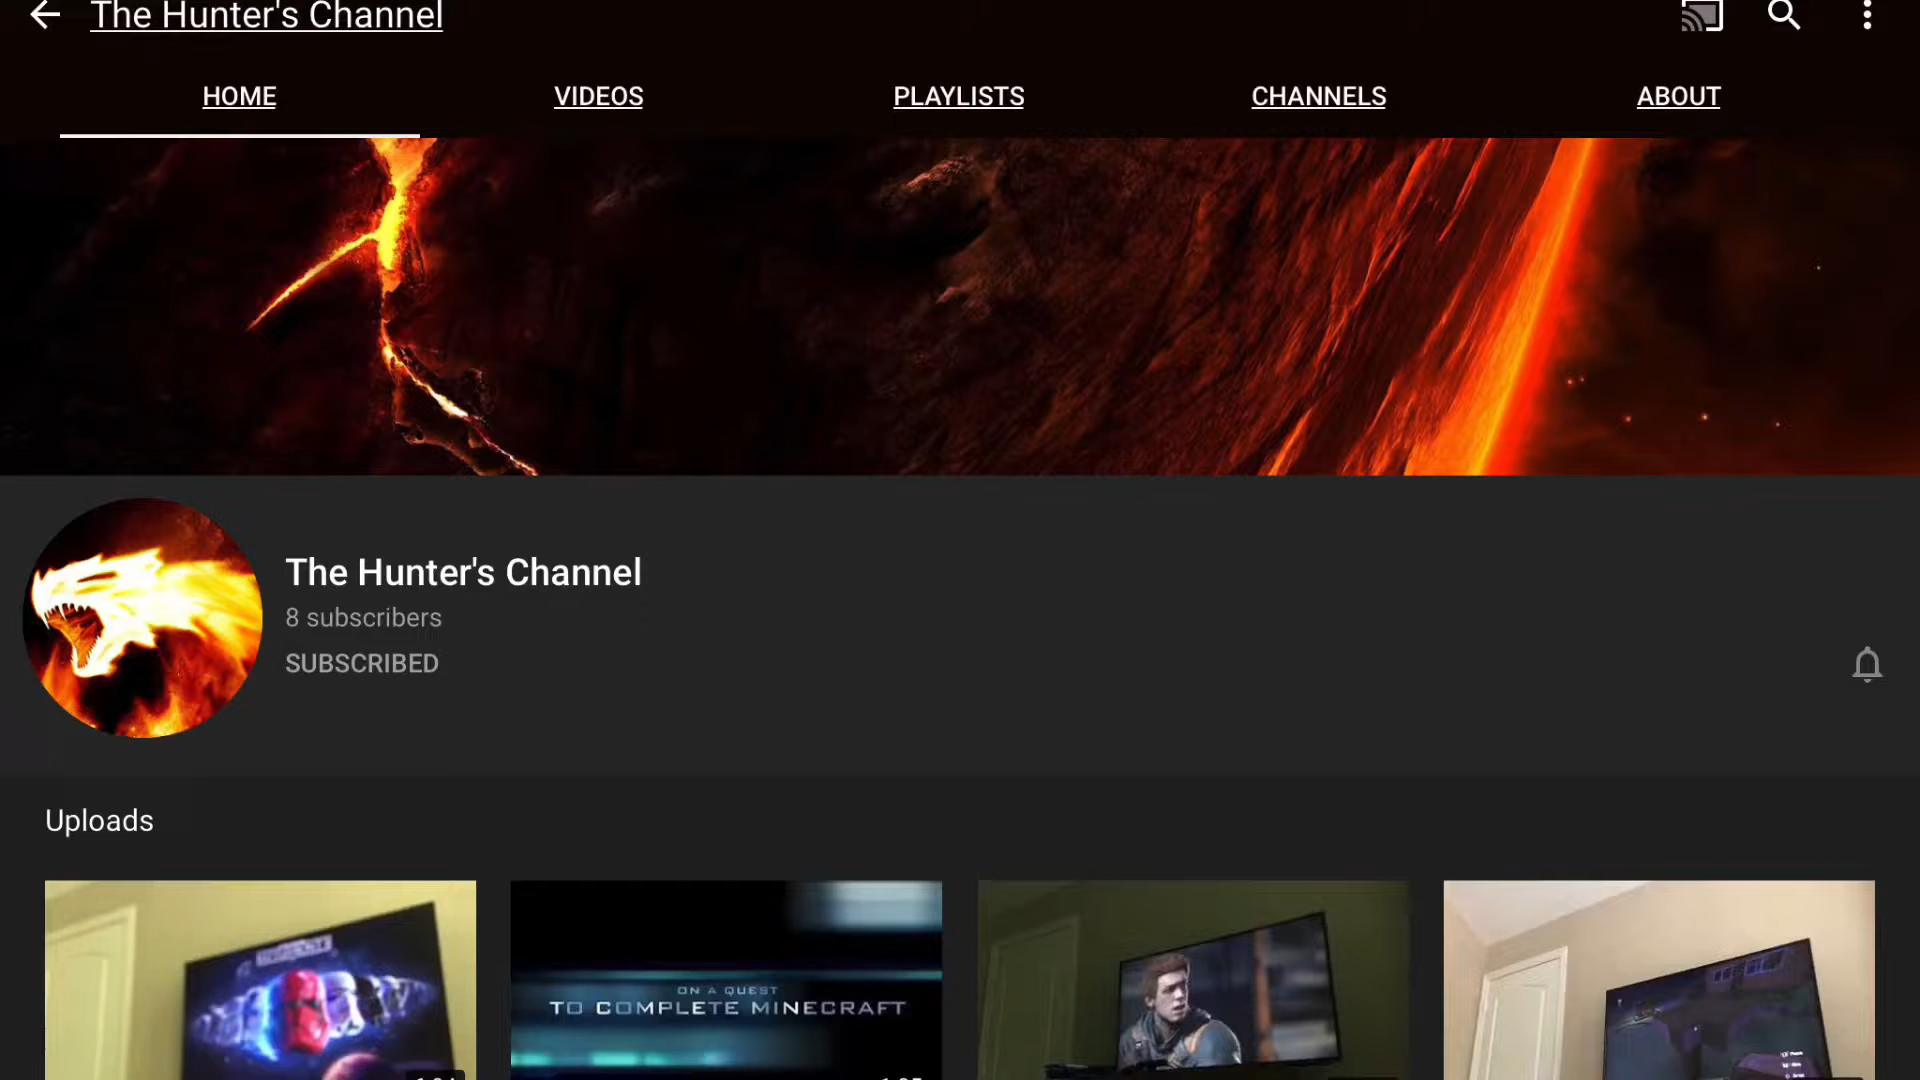 The Hunter's Channel
HOME VIDEOS PLAYLISTS CHANNELS ABOUT
The Hunter's Channel
8 subscribers
SUBSCRIBED
Uploads
ON A QUEST
TO COMPLETE MINECRAFT